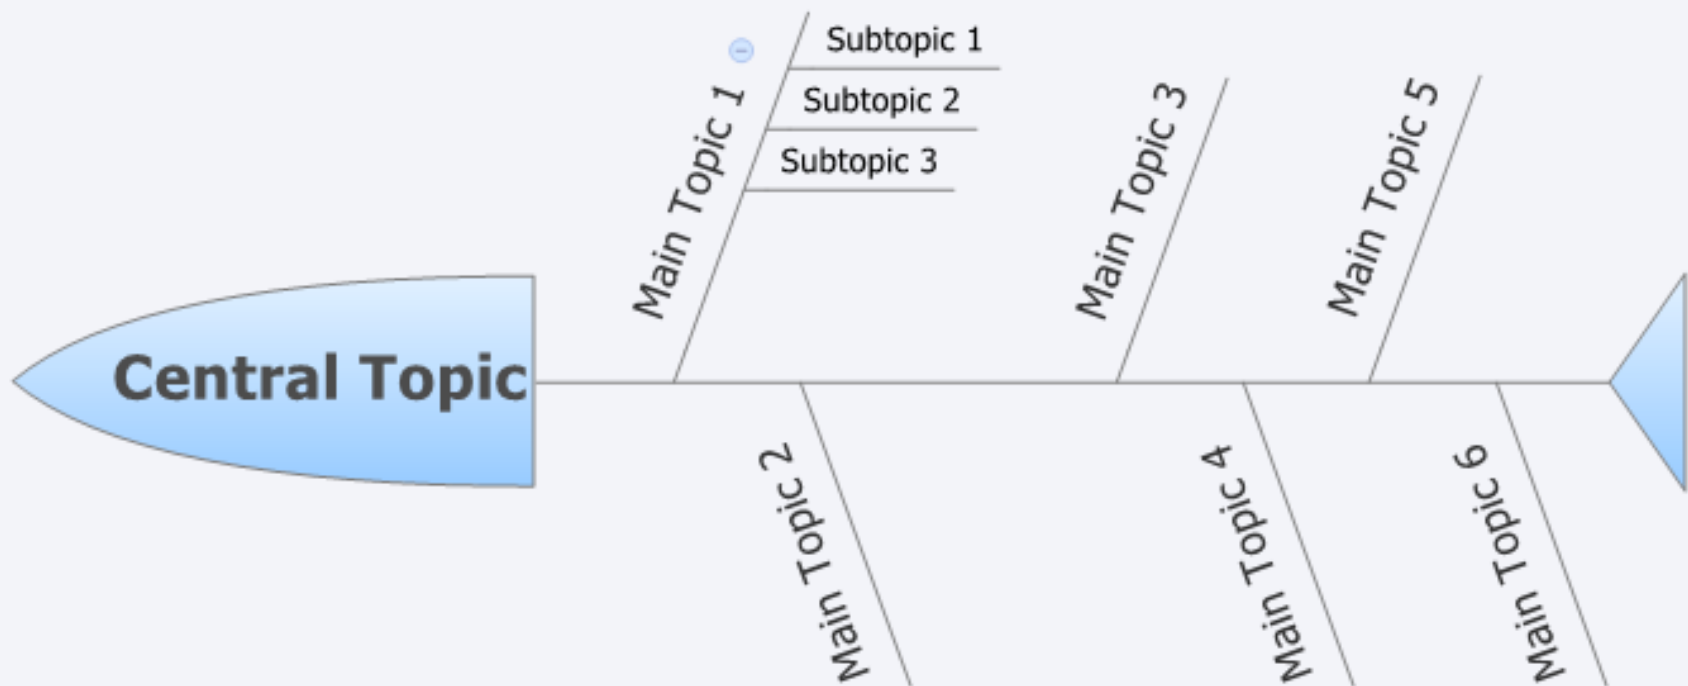 Subtopic 1
Subtopic 2
Subtopic 3
Main Topic 1
Main Topic 3
Main Topic 5
Central Topic
Main Topic 2
Main Topic 4
Main Topic 6